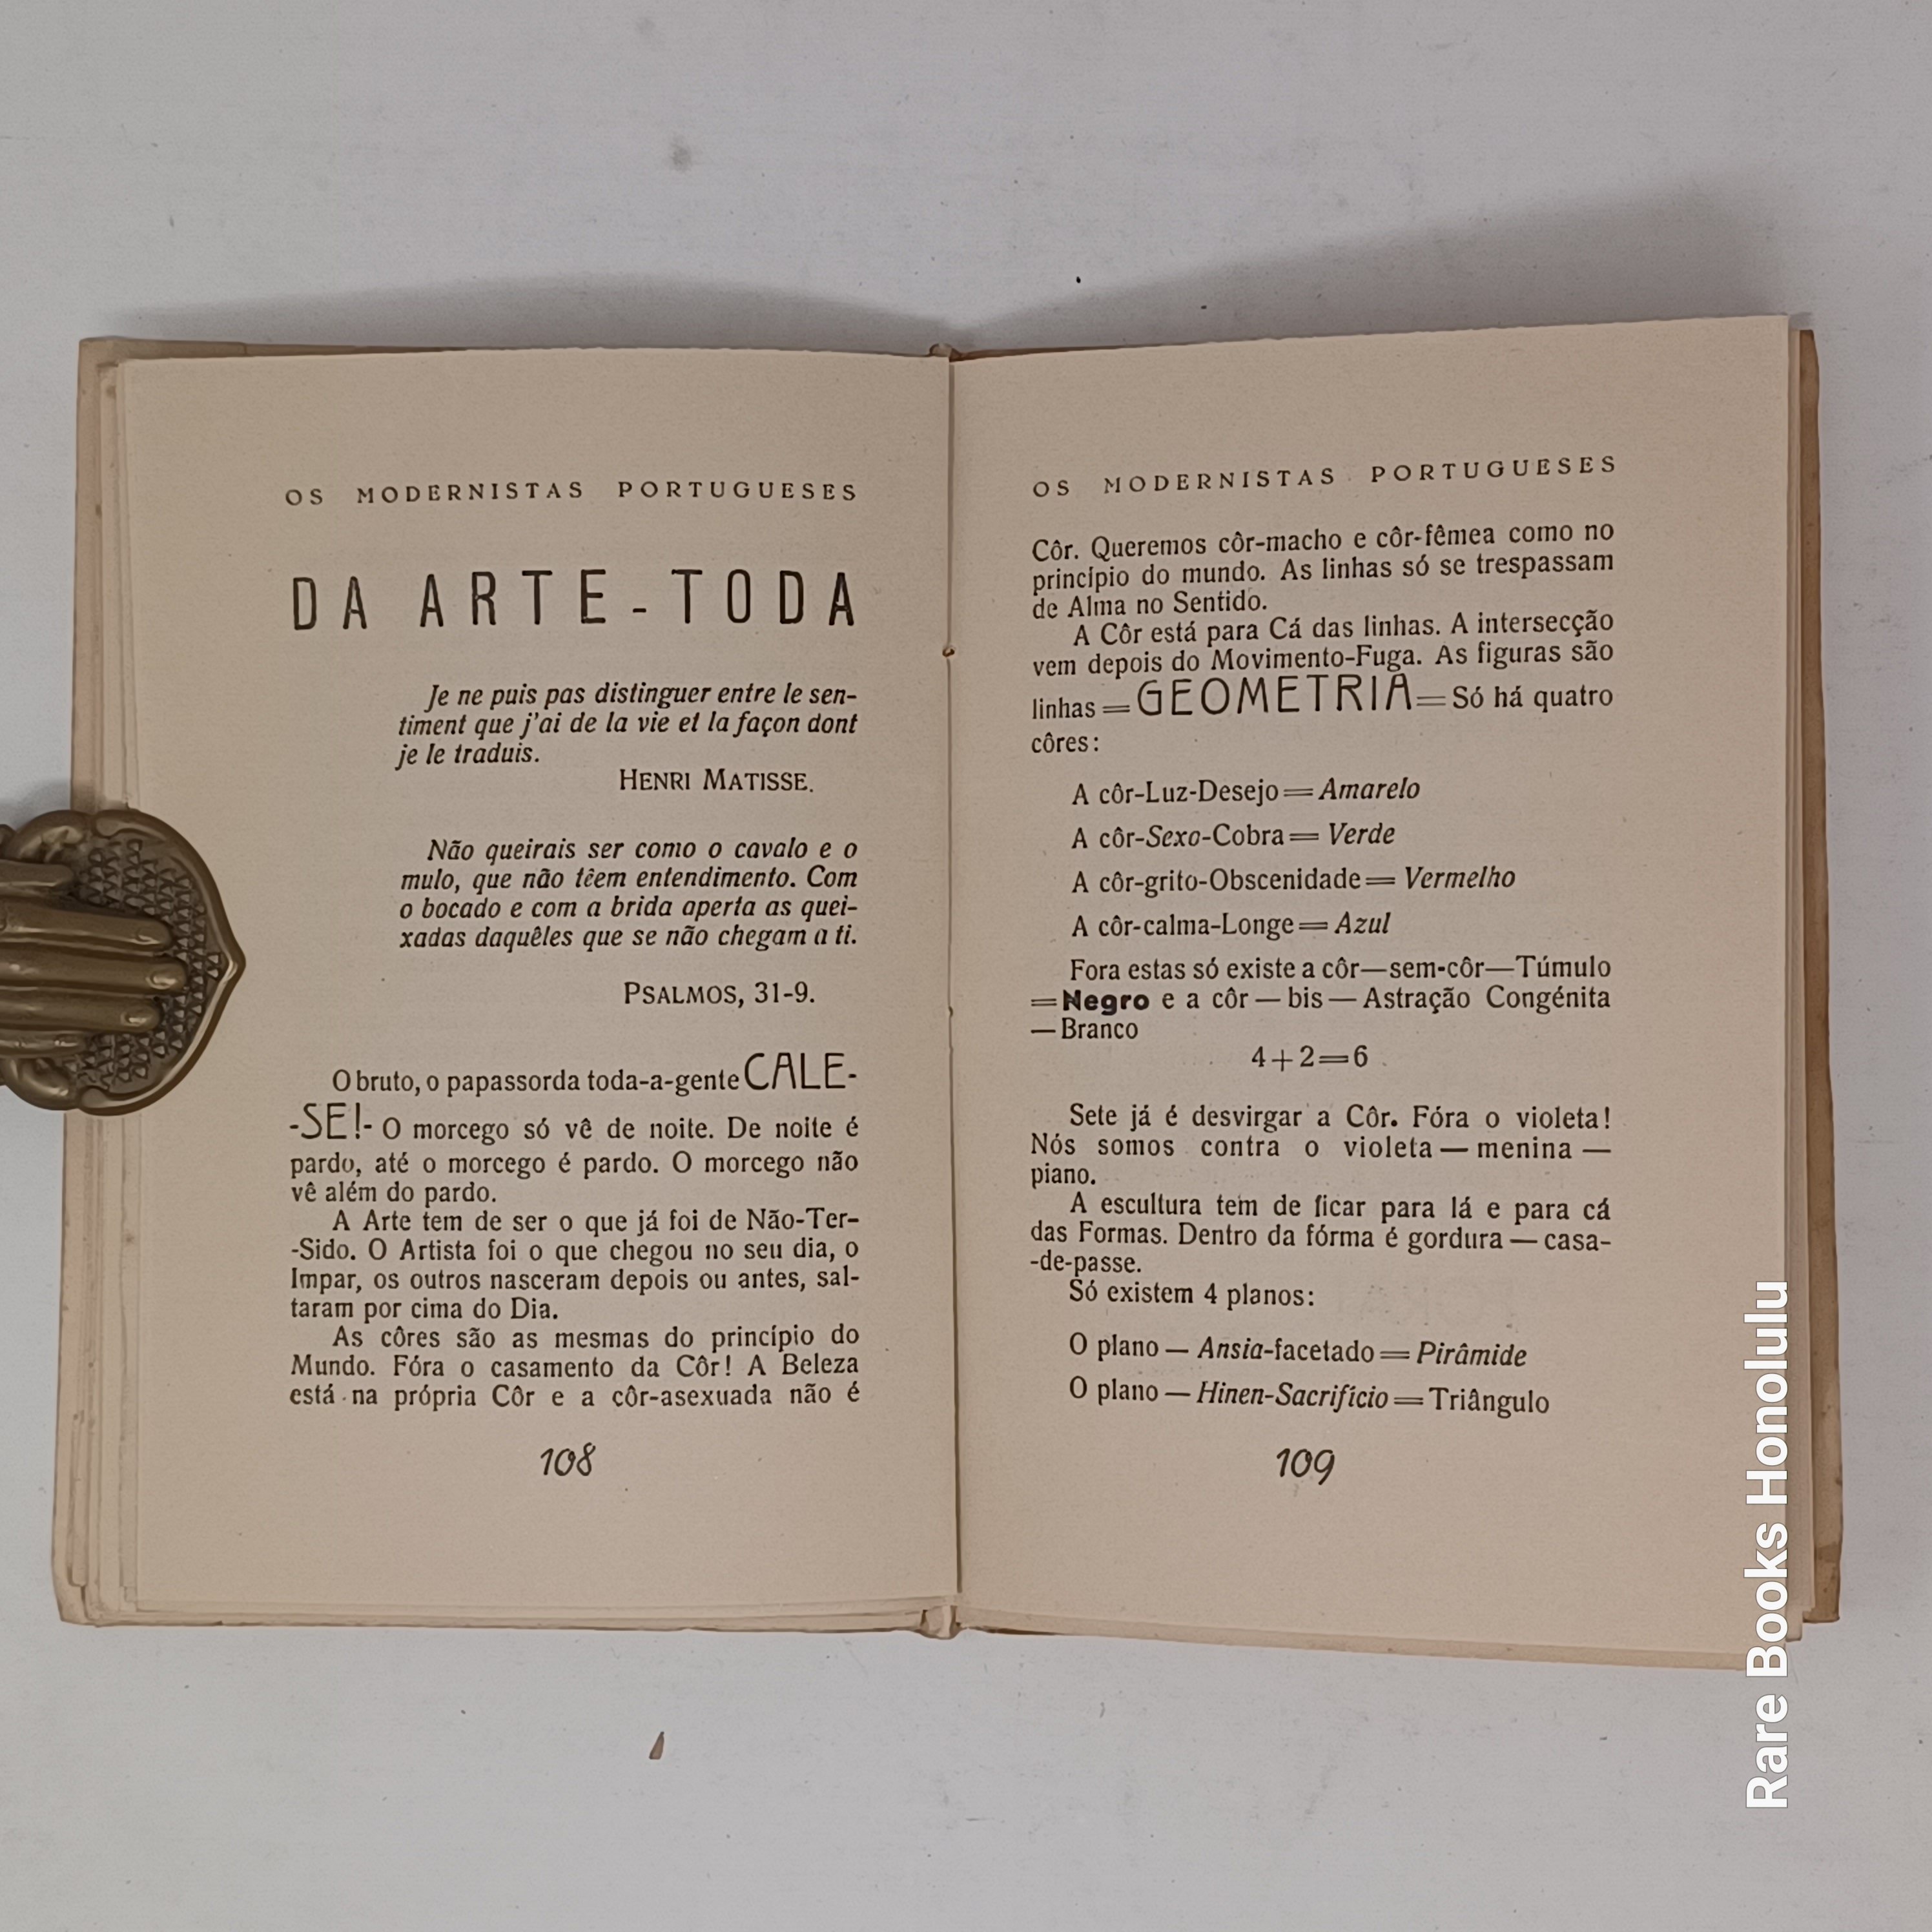 OS MODERNISTAS PORTUGUESES
DA ARTE-TODA
Je ne puis pas distinguer entre le sen-
timent que j'ai de la vie et la façon dont
je le traduis.
HENRI MATISSE.
Não queirais ser como o cavalo e o
mulo, que não têem entendimento. Com
o bocado e com a brida aperta as quei-
xadas daquêles que se não chegam a ti.
PSALMOS, 31-9.
O bruto, o papassorda toda-a-gente CALE-
-SE!- O morcego só vê de noite. De noite é
pardo, até o morcego é pardo. O morcego não
vê além do pardo.
A Arte tem de ser o que já foi de Não-Ter-
-Sido. O Artista foi o que chegou no seu dia, o
Impar, os outros nasceram depois ou antes, sal-
taram por cima do Dia.
As côres são as mesmas do princípio do
Mundo. Fóra o casamento da Côr! A Beleza
está na própria Côr e a côr-asexuada não é
108
OS MODERNISTAS PORTUGUESES
Côr. Queremos côr-macho e côr-fêmea como no
princípio do mundo. As linhas só se trespassam
de Alma no Sentido.
A Côr está para Cá das linhas. A intersecção
vem depois do Movimento-Fuga. As figuras são
linhas = GEOMETRIA = Só há quatro
côres:
A côr-Luz-Desejo = Amarelo
A côr-Sexo-Cobra = Verde
A côr-grito-Obscenidade = Vermelho
A côr-calma-Longe = Azul
Fora estas só existe a côr—sem-côr—Túmulo
= Negro e a côr — bis — Astração Congénita
— Branco
4+2=6
Sete já é desvirgar a Côr. Fóra o violeta!
Nós somos contra o violeta — menina —
piano.
A escultura tem de ficar para lá e para cá
das Formas. Dentro da fórma é gordura — casa-
-de-passe.
Só existem 4 planos:
O plano — Ansia-facetado = Pirâmide
O plano — Hinen-Sacrifício = Triângulo
109
Rare Books Honolulu